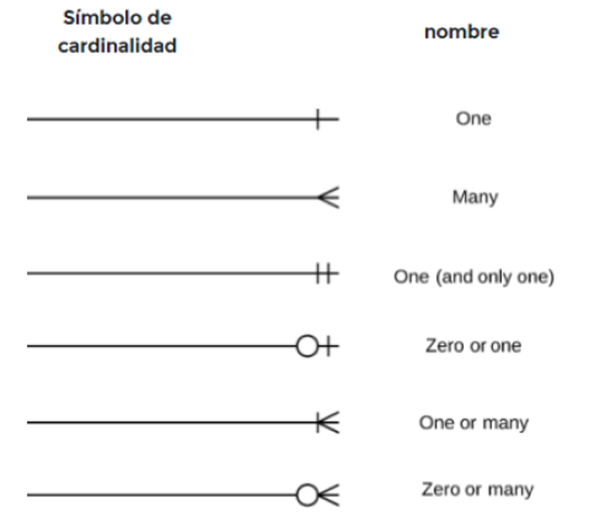 Símbolo de
cardinalidad
nombre
One
Many
One (and only one)
Zero or one
One or many
Zero or many